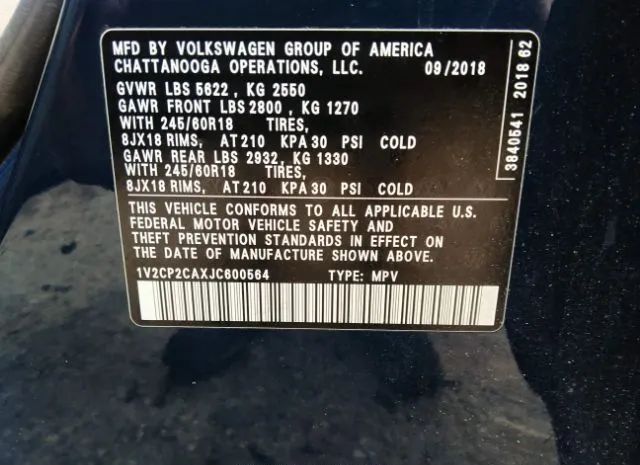 MFD BY VOLKSWAGEN GROUP OF AMERICA
CHATTANOOGA OPERATIONS, LLC. 09/2018
GVWR LBS 5622 , KG 2550
GAWR FRONT LBS 2800 , KG 1270
WITH 245/60R18 TIRES,
8JX18 RIMS, AT 210 KPA 30 PSI COLD
GAWR REAR LBS 2932 , KG 1330
WITH 245/60R18 TIRES,
8JX18 RIMS, AT 210 KPA 30 PSI COLD
THIS VEHICLE CONFORMS TO ALL APPLICABLE U.S.
FEDERAL MOTOR VEHICLE SAFETY AND
THEFT PREVENTION STANDARDS IN EFFECT ON
THE DATE OF MANUFACTURE SHOWN ABOVE.
1V2CP2CAXJC600564 TYPE: MPV
3840541 2018 62